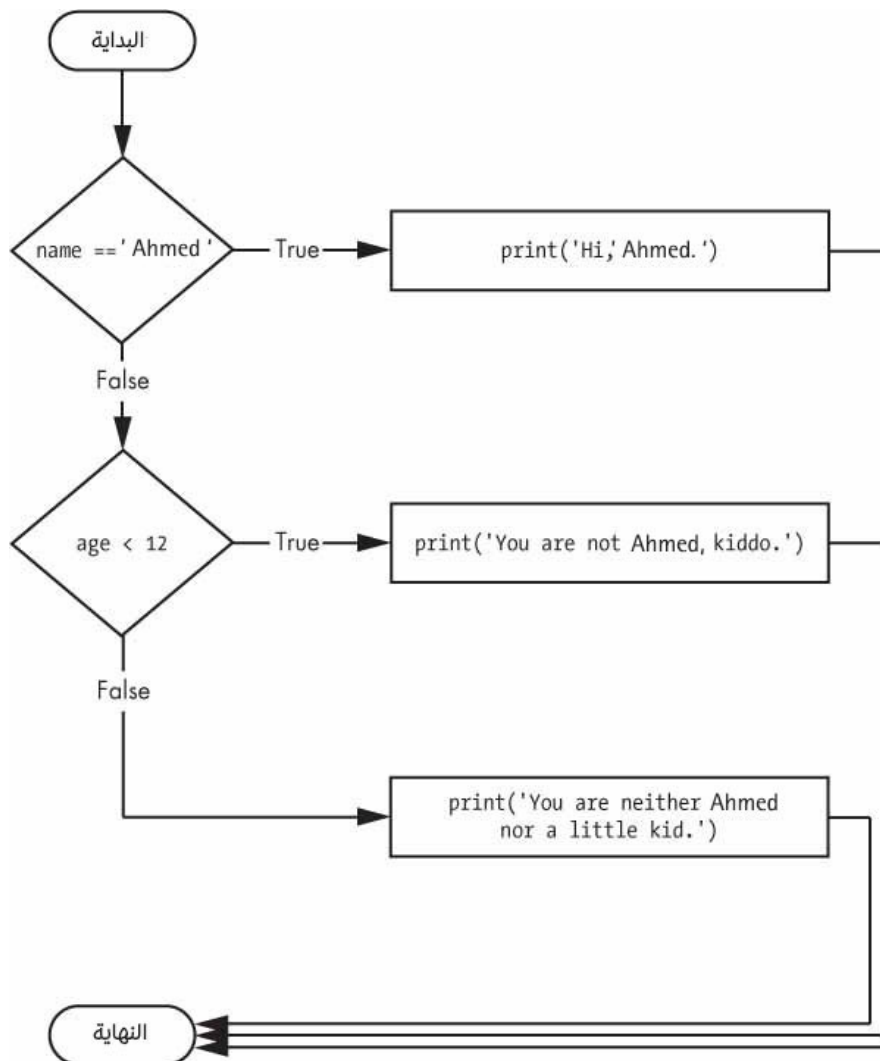 البداية
name =='Ahmed '
True
print('Hi,' Ahmed. ')
False
age < 12
True
print('You are not Ahmed, kiddo.')
False
print('You are neither Ahmed
nor a little kid.')
النهاية